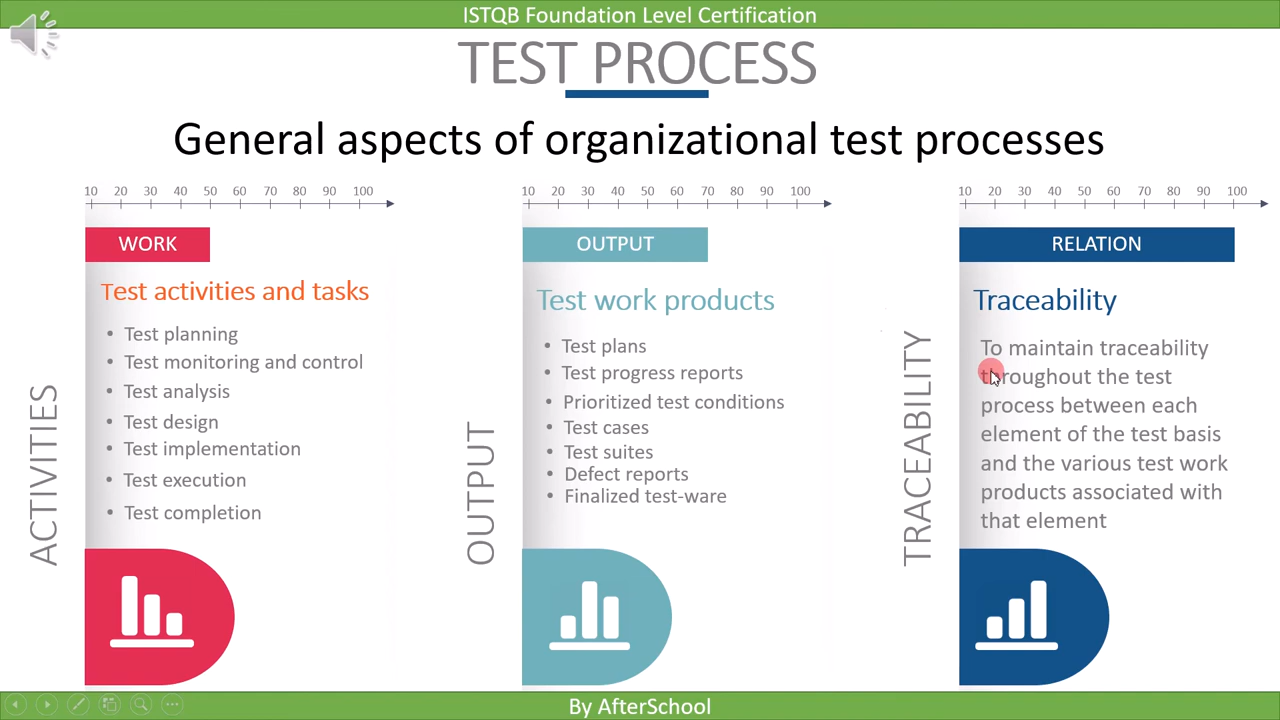 ISTQB Foundation Level Certification
TEST PROCESS
General aspects of organizational test processes
10 20 30 40 50 60 70 80 90 100
WORK
Test activities and tasks
• Test planning
• Test monitoring and control
• Test analysis
• Test design
• Test implementation
• Test execution
• Test completion
ACTIVITIES
10 20 30 40 50 60 70 80 90 100
OUTPUT
Test work products
• Test plans
• Test progress reports
• Prioritized test conditions
• Test cases
• Test suites
• Defect reports
• Finalized test-ware
OUTPUT
10 20 30 40 50 60 70 80 90 100
RELATION
Traceability
To maintain traceability
throughout the test
process between each
element of the test basis
and the various test work
products associated with
that element
TRACEABILITY
By AfterSchool